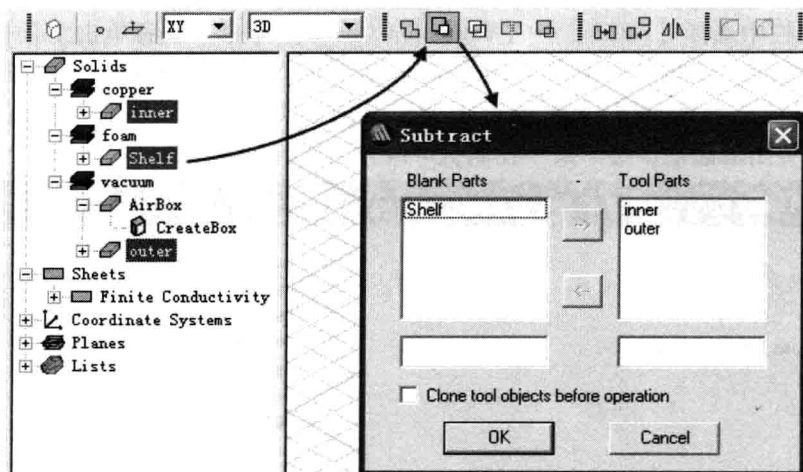 XY 3D
Solids
copper
inner
foam
Shelf
vacuum
AirBox
CreateBox
outer
Sheets
Finite Conductivity
Coordinate Systems
Planes
Lists
Subtract
Blank Parts - Tool Parts
Shelf
inner
outer
-->
<--
Clone tool objects before operation
OK Cancel